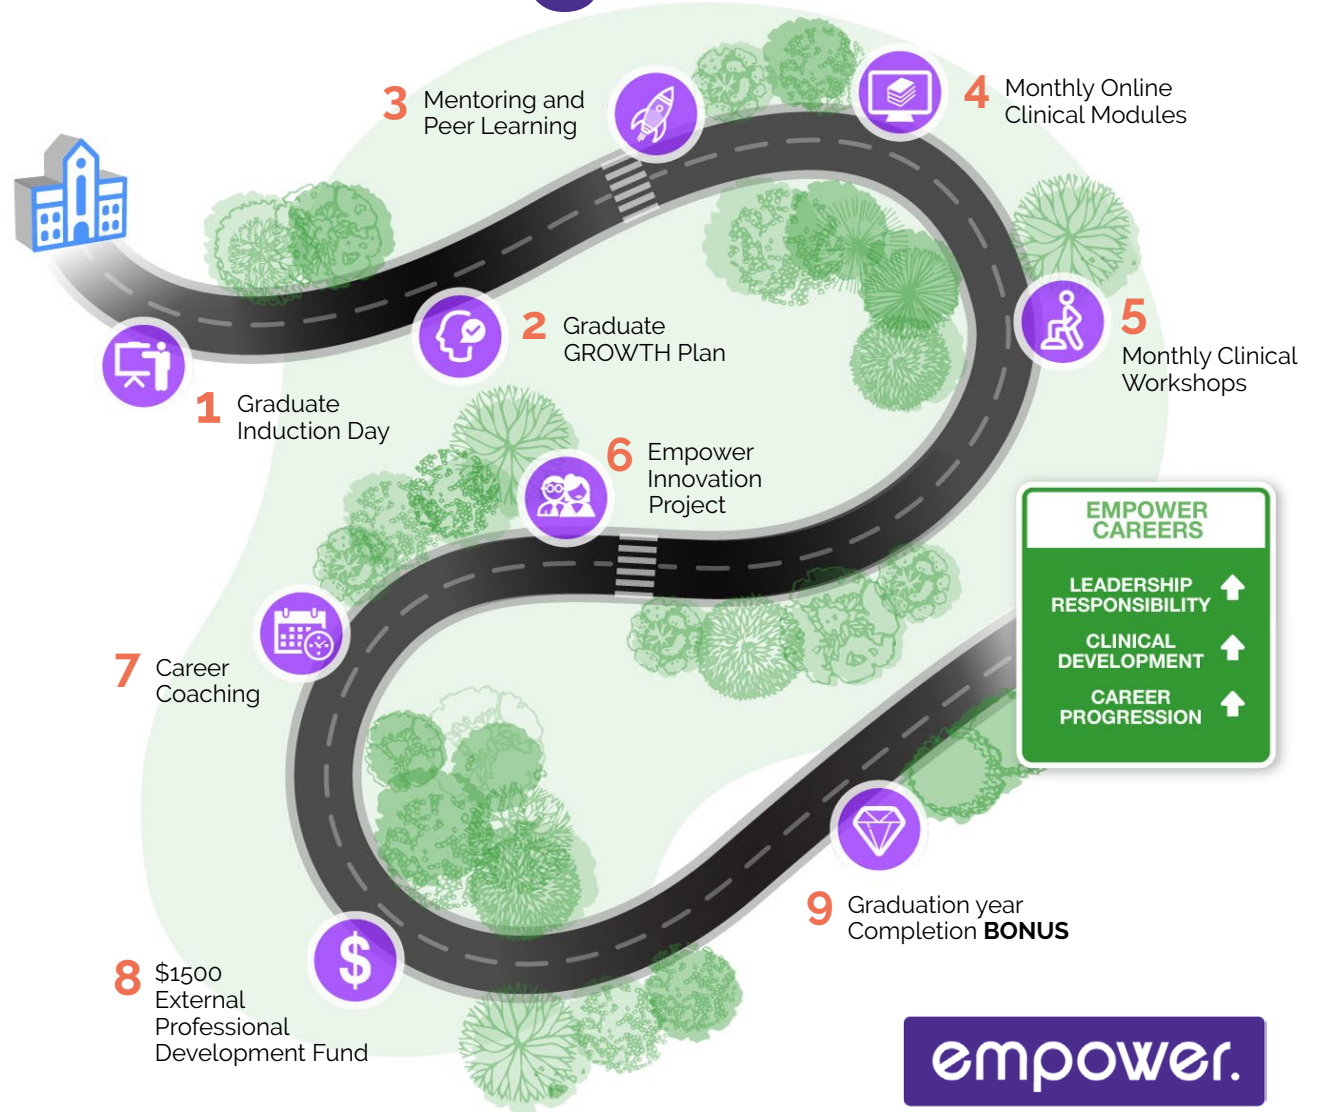 3 Mentoring and
Peer Learning
4 Monthly Online
Clinical Modules
2 Graduate
GROWTH Plan
5
Monthly Clinical
Workshops
1 Graduate
Induction Day
6 Empower
Innovation
Project
EMPOWER
CAREERS
LEADERSHIP
RESPONSIBILITY
CLINICAL
DEVELOPMENT
CAREER
PROGRESSION
7 Career
Coaching
$
9 Graduation year
Completion BONUS
8 $1500
External
Professional
Development Fund
empower.